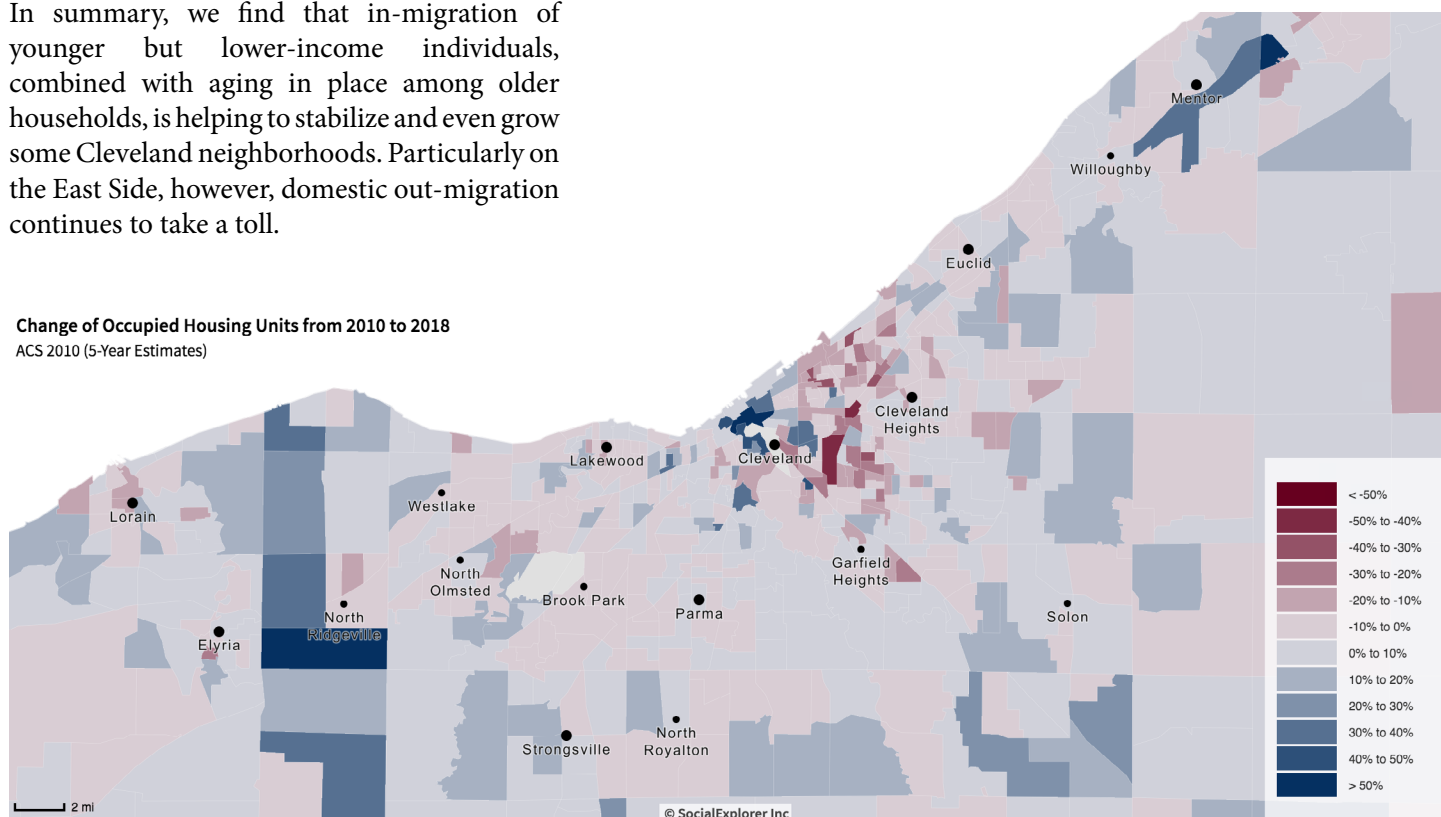 In summary, we find that in-migration of
younger but lower-income individuals,
combined with aging in place among older
households, is helping to stabilize and even grow
some Cleveland neighborhoods. Particularly on
the East Side, however, domestic out-migration
continues to take a toll.
Change of Occupied Housing Units from 2010 to 2018
ACS 2010 (5-Year Estimates)
Mentor
Willoughby
Euclid
Cleveland
Heights
Lakewood
Cleveland
Westlake
Lorain
North
Olmsted
Brook Park
Garfield
Heights
North
Ridgeville
Parma
Solon
Elyria
Strongsville
North
Royalton
< -50%
-50% to -40%
-40% to -30%
-30% to -20%
-20% to -10%
-10% to 0%
0% to 10%
10% to 20%
20% to 30%
30% to 40%
40% to 50%
> 50%
2 mi
© SocialExplorer Inc